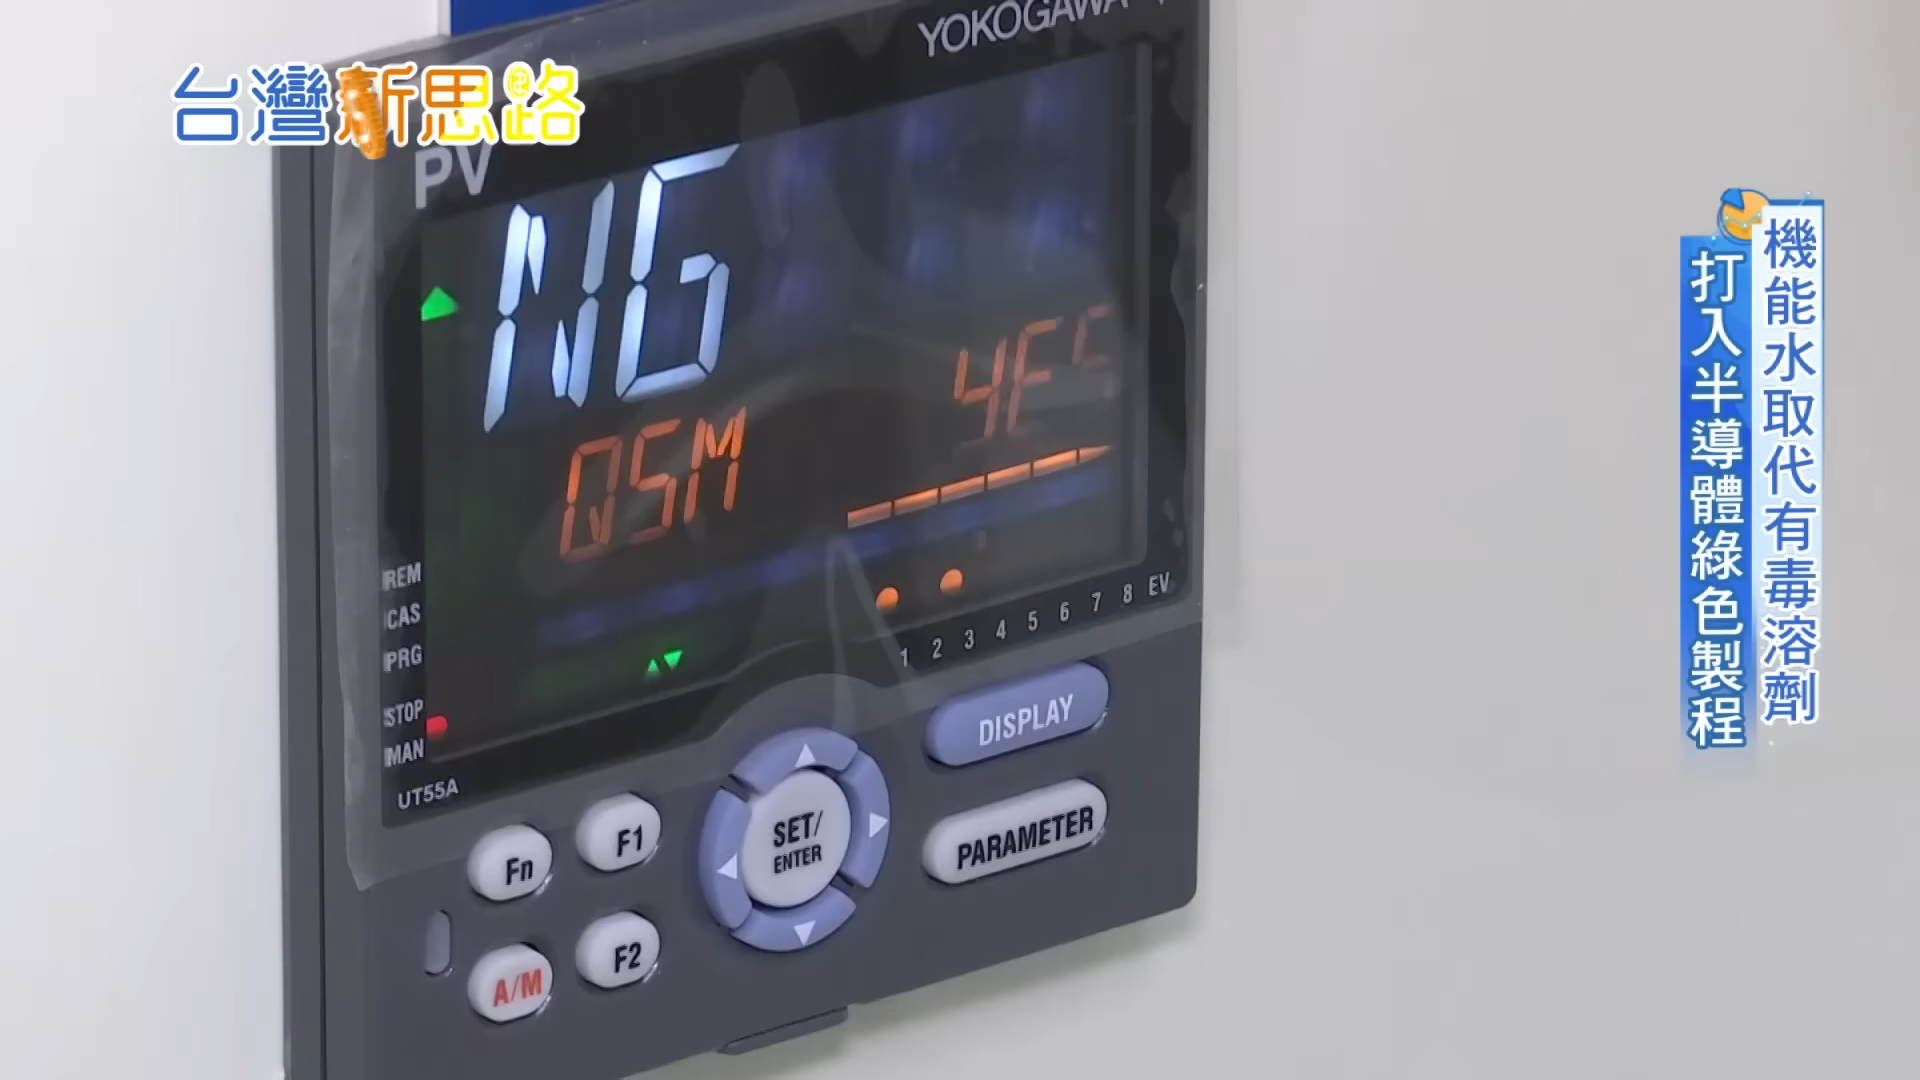 台灣新思路
YOKOGAWA
PV
NG
QSM
REM
CAS
PRG
STOP
MAN
UT55A
1 2 3 4 5 6 7 8 EV
DISPLAY
PARAMETER
SET/
ENTER
Fn
F1
A/M
F2
機能水取代有毒溶劑
打入半導體綠色製程